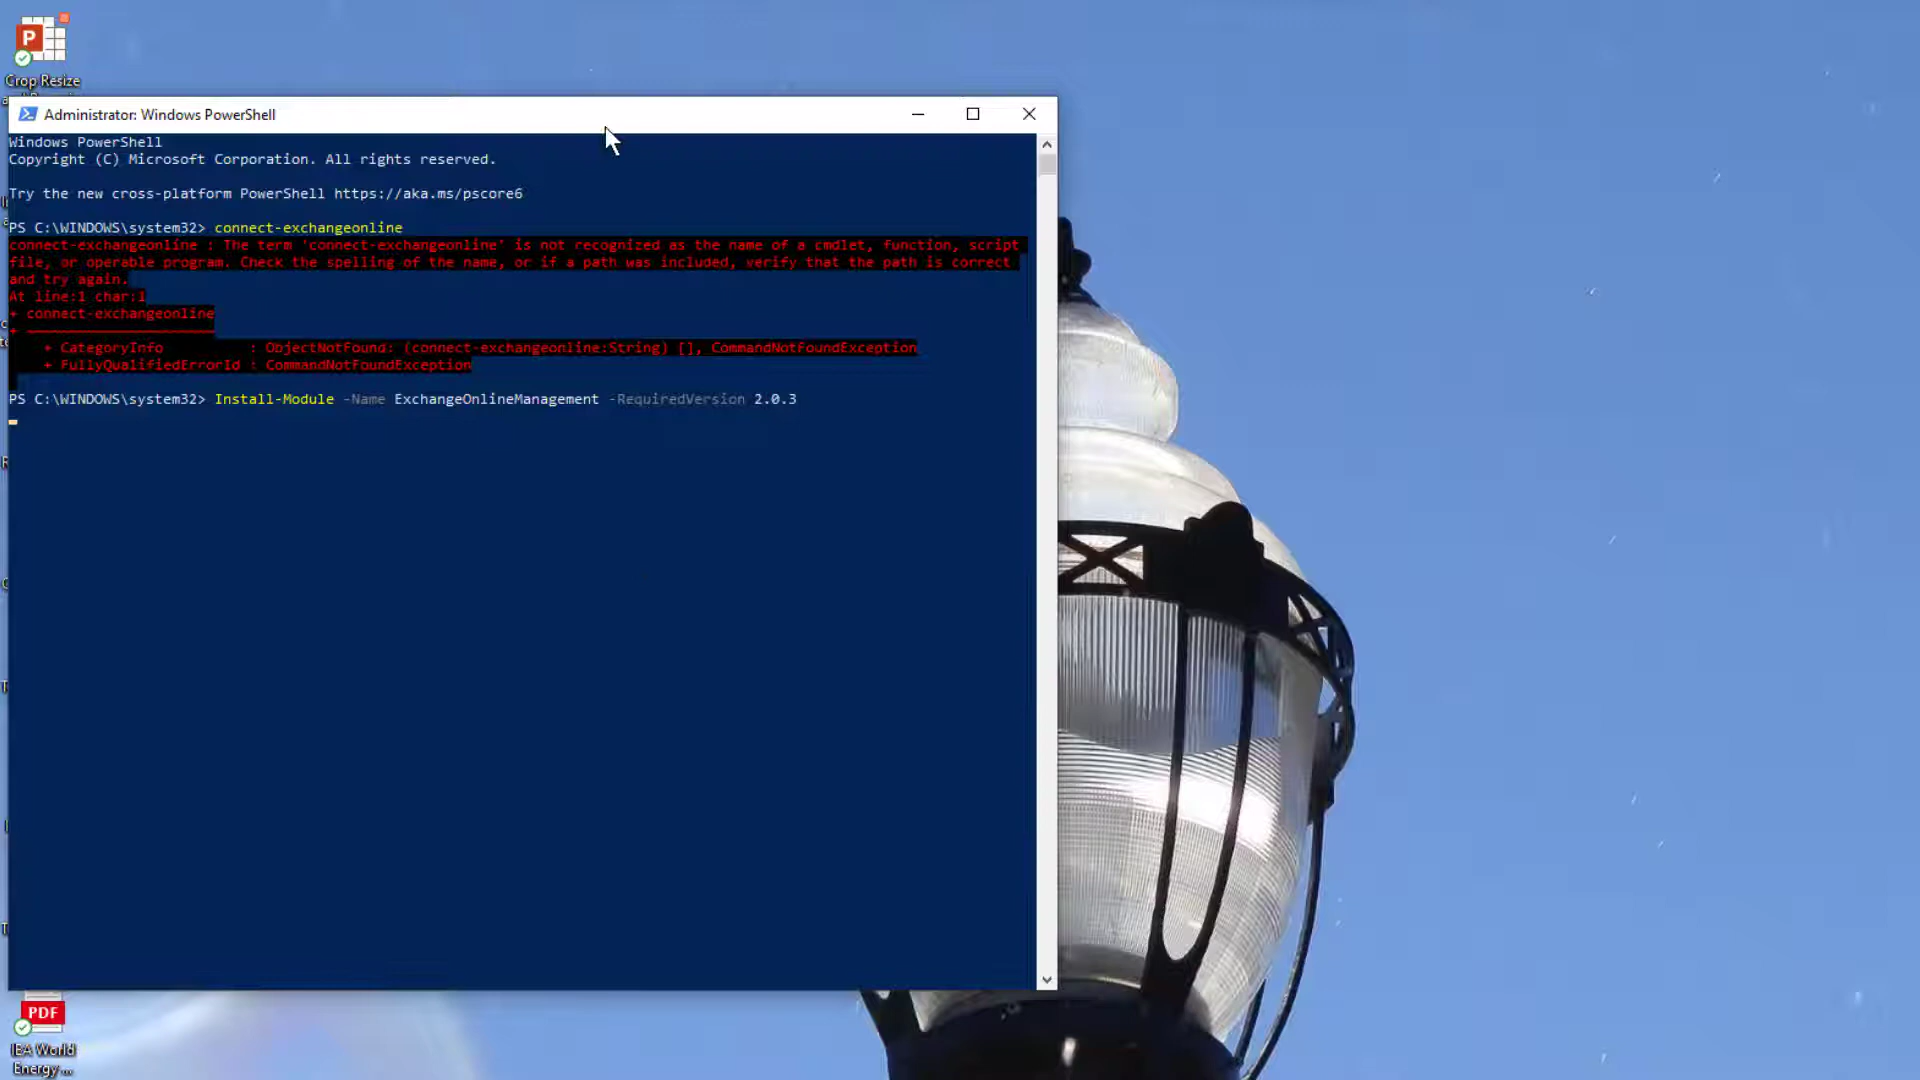 P
Crop Resize
Administrator: Windows PowerShell
Windows PowerShell
Copyright (C) Microsoft Corporation. All rights reserved.
Try the new cross-platform PowerShell https://aka.ms/pscore6
PS C:\WINDOWS\system32> connect-exchangeonline
connect-exchangeonline : The term 'connect-exchangeonline' is not recognized as the name of a cmdlet, function, script
file, or operable program. Check the spelling of the name, or if a path was included, verify that the path is correct
and try again.
At line:1 char:1
+ connect-exchangeonline
+ ~~~~~~~~~~~~~~~~~~~~~~
+ CategoryInfo : ObjectNotFound: (connect-exchangeonline:String) [], CommandNotFoundException
+ FullyQualifiedErrorId : CommandNotFoundException
PS C:\WINDOWS\system32> Install-Module -Name ExchangeOnlineManagement -RequiredVersion 2.0.3
PDF
IEA World
Energy ...